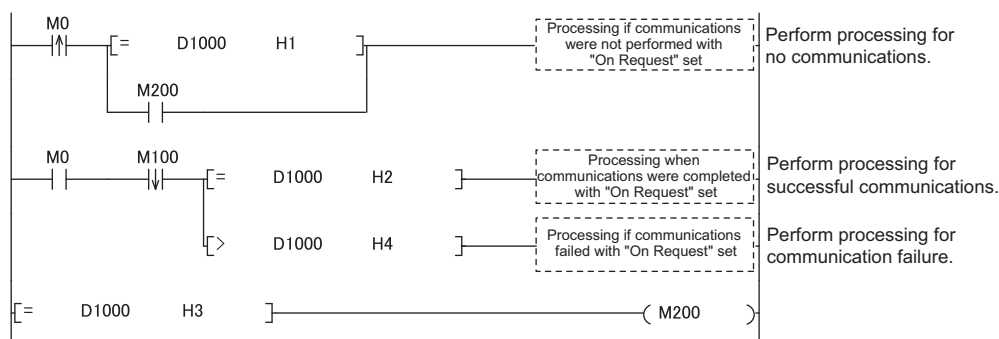 M0
[= D1000 H1 ]
Processing if communications
were not performed with
"On Request" set
Perform processing for
no communications.
M200
M0 M100
[= D1000 H2 ]
Processing when
communications were completed
with "On Request" set
Perform processing for
successful communications.
[> D1000 H4 ]
Processing if communications
failed with "On Request" set
Perform processing for
communication failure.
[= D1000 H3 ] ( M200 )